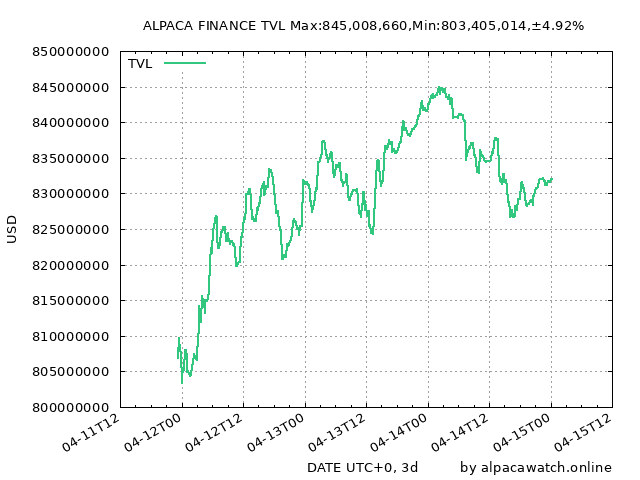 ALPACA FINANCE TVL Max:845,008,660,Min:803,405,014,±4.92%
TVL
850000000
845000000
840000000
835000000
830000000
825000000
820000000
815000000
810000000
805000000
800000000
USD
04-11T12
04-12T00
04-12T12
04-13T00
04-13T12
04-14T00
04-14T12
04-15T00
04-15T12
DATE UTC+0, 3d
by alpacawatch.online